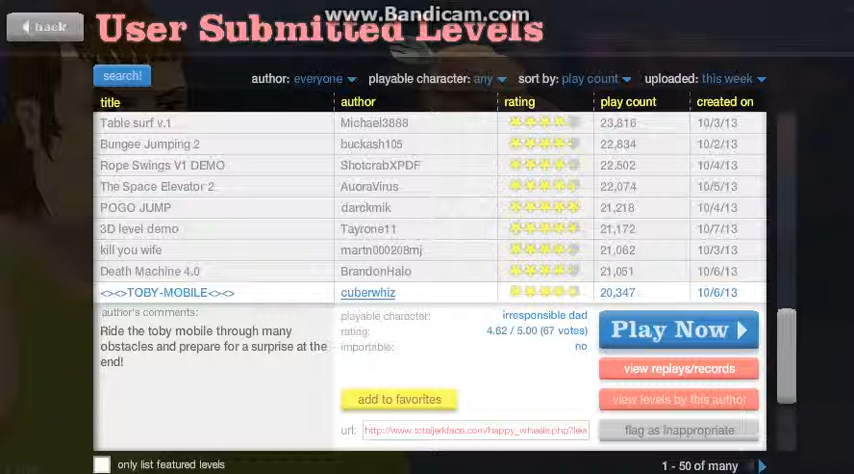 www.Bandicam.com
back
User Submitted Levels
search!
author: everyone playable character: any sort by: play count uploaded: this week
title author rating play count created on
Table surf v.1 Michael3888 23,816 10/3/13
Bungee Jumping 2 buckash105 22,834 10/2/13
Rope Swings V1 DEMO ShotcrabXPDF 22,502 10/4/13
The Space Elevator 2 AuoraVirus 22,074 10/5/13
POGO JUMP darckmik 21,218 10/4/13
3D level demo Tayrone11 21,172 10/7/13
kill you wife martn000208mj 21,062 10/3/13
Death Machine 4.0 BrandonHalo 21,051 10/6/13
<><>TOBY-MOBILE<><> cuberwhiz 20,347 10/6/13
author's comments:
Ride the toby mobile through many
obstacles and prepare for a surprise at the
end!
playable character: irresponsible dad
rating: 4.62 / 5.00 (67 votes)
importable: no
Play Now
view replays/records
add to favorites
view levels by this author
url: http://www.totaljerkface.com/happy_wheels.php?lev
flag as inappropriate
only list featured levels
1 - 50 of many